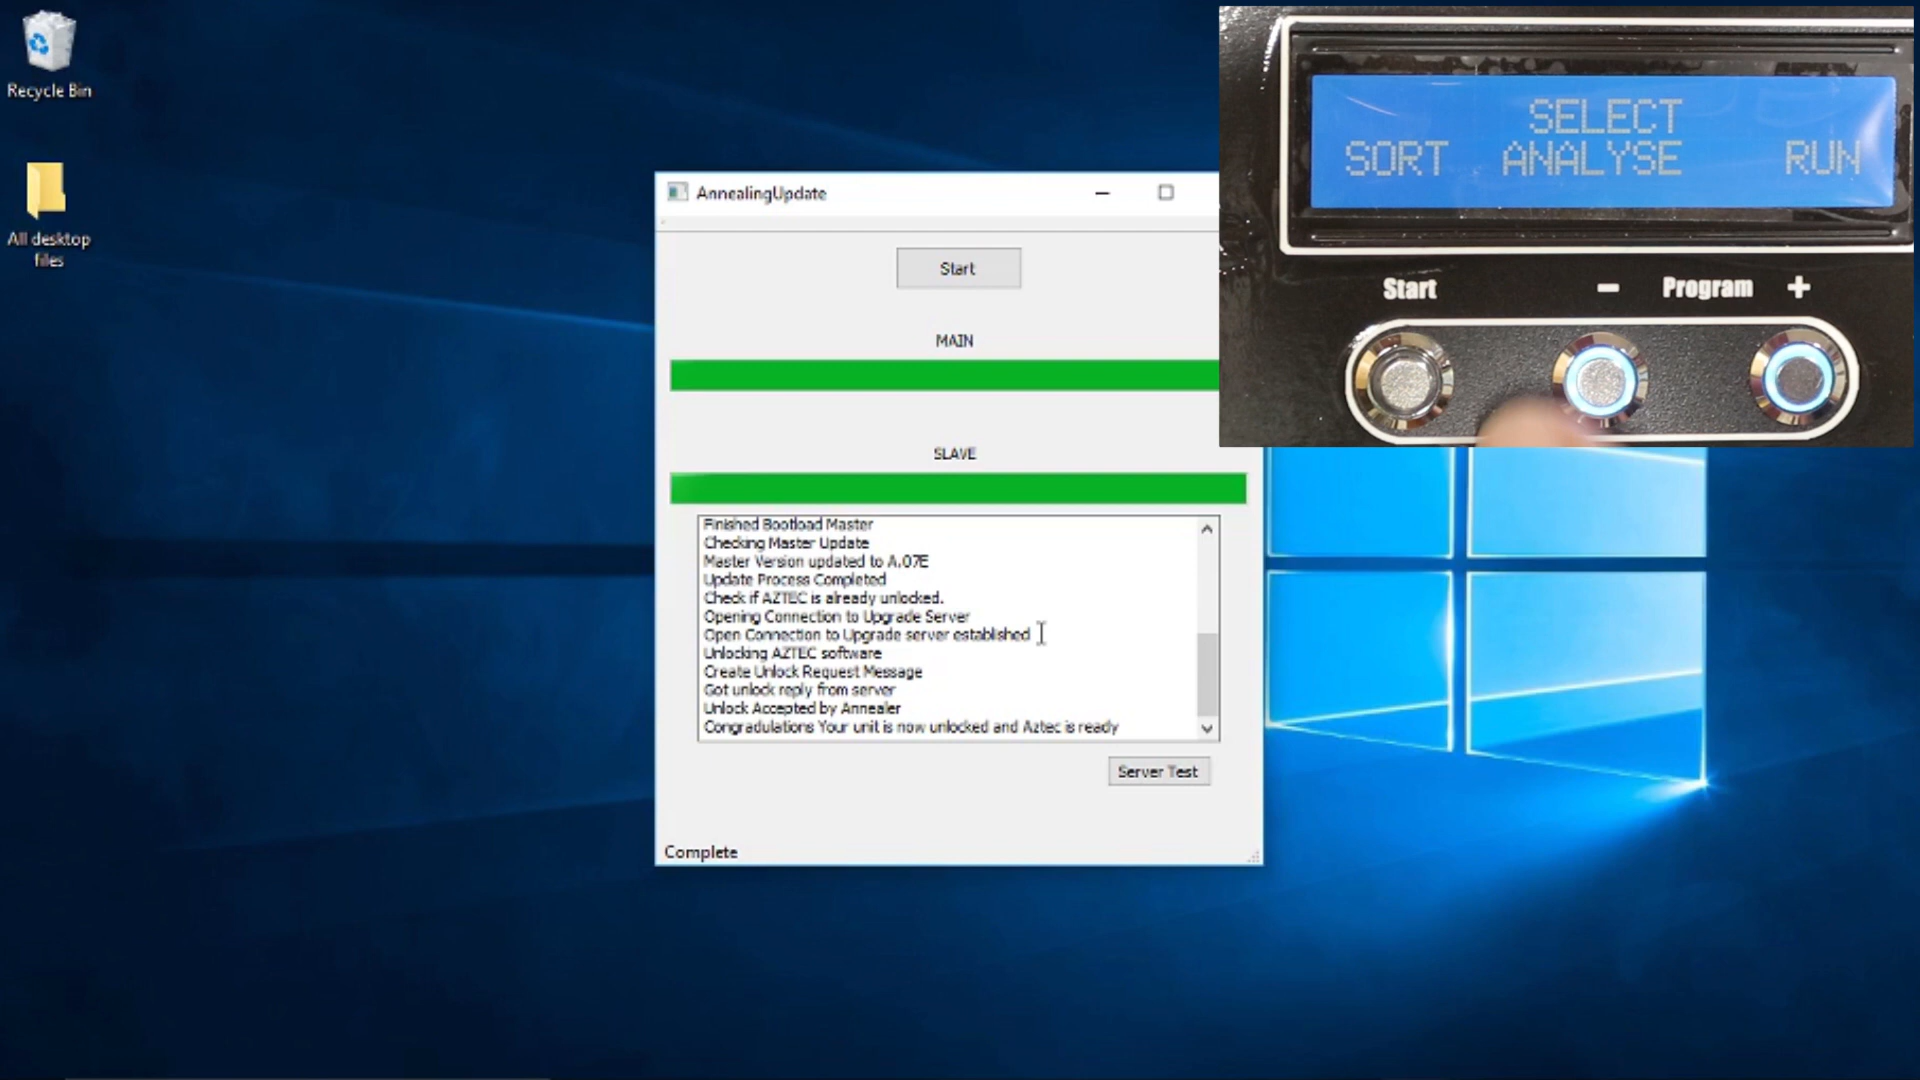 Recycle Bin
All desktop
files
AnnealingUpdate
Start
MAIN
SLAVE
Finished Bootload Master
Checking Master Update
Master Version updated to A.07E
Update Process Completed
Check if AZTEC is already unlocked.
Opening Connection to Upgrade Server
Open Connection to Upgrade server established
Unlocking AZTEC software
Create Unlock Request Message
Got unlock reply from server
Unlock Accepted by Annealer
Congradulations Your unit is now unlocked and Aztec is ready
Server Test
Complete
SELECT
SORT ANALYSE RUN
Start − Program +